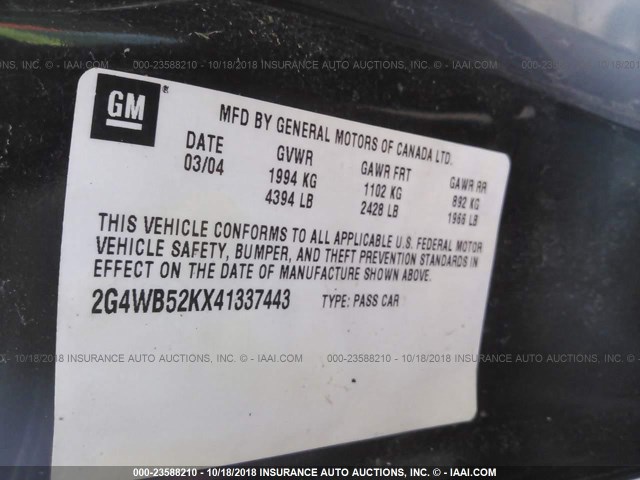 000-23588210 - 10/18/2018 INSURANCE AUTO AUCTIONS, INC. - © - IAAI.COM
GM
MFD BY GENERAL MOTORS OF CANADA LTD.
DATE GVWR GAWR FRT GAWR RR
03/04 1994 KG 1102 KG 892 KG
4394 LB 2428 LB 1966 LB
THIS VEHICLE CONFORMS TO ALL APPLICABLE U.S. FEDERAL MOTOR
VEHICLE SAFETY, BUMPER, AND THEFT PREVENTION STANDARDS IN
EFFECT ON THE DATE OF MANUFACTURE SHOWN ABOVE.
2G4WB52KX41337443 TYPE: PASS CAR
000-23588210 - 10/18/2018 INSURANCE AUTO AUCTIONS, INC. - © - IAAI.COM
000-23588210 - 10/18/2018 INSURANCE AUTO AUCTIONS, INC. - © - IAAI.COM